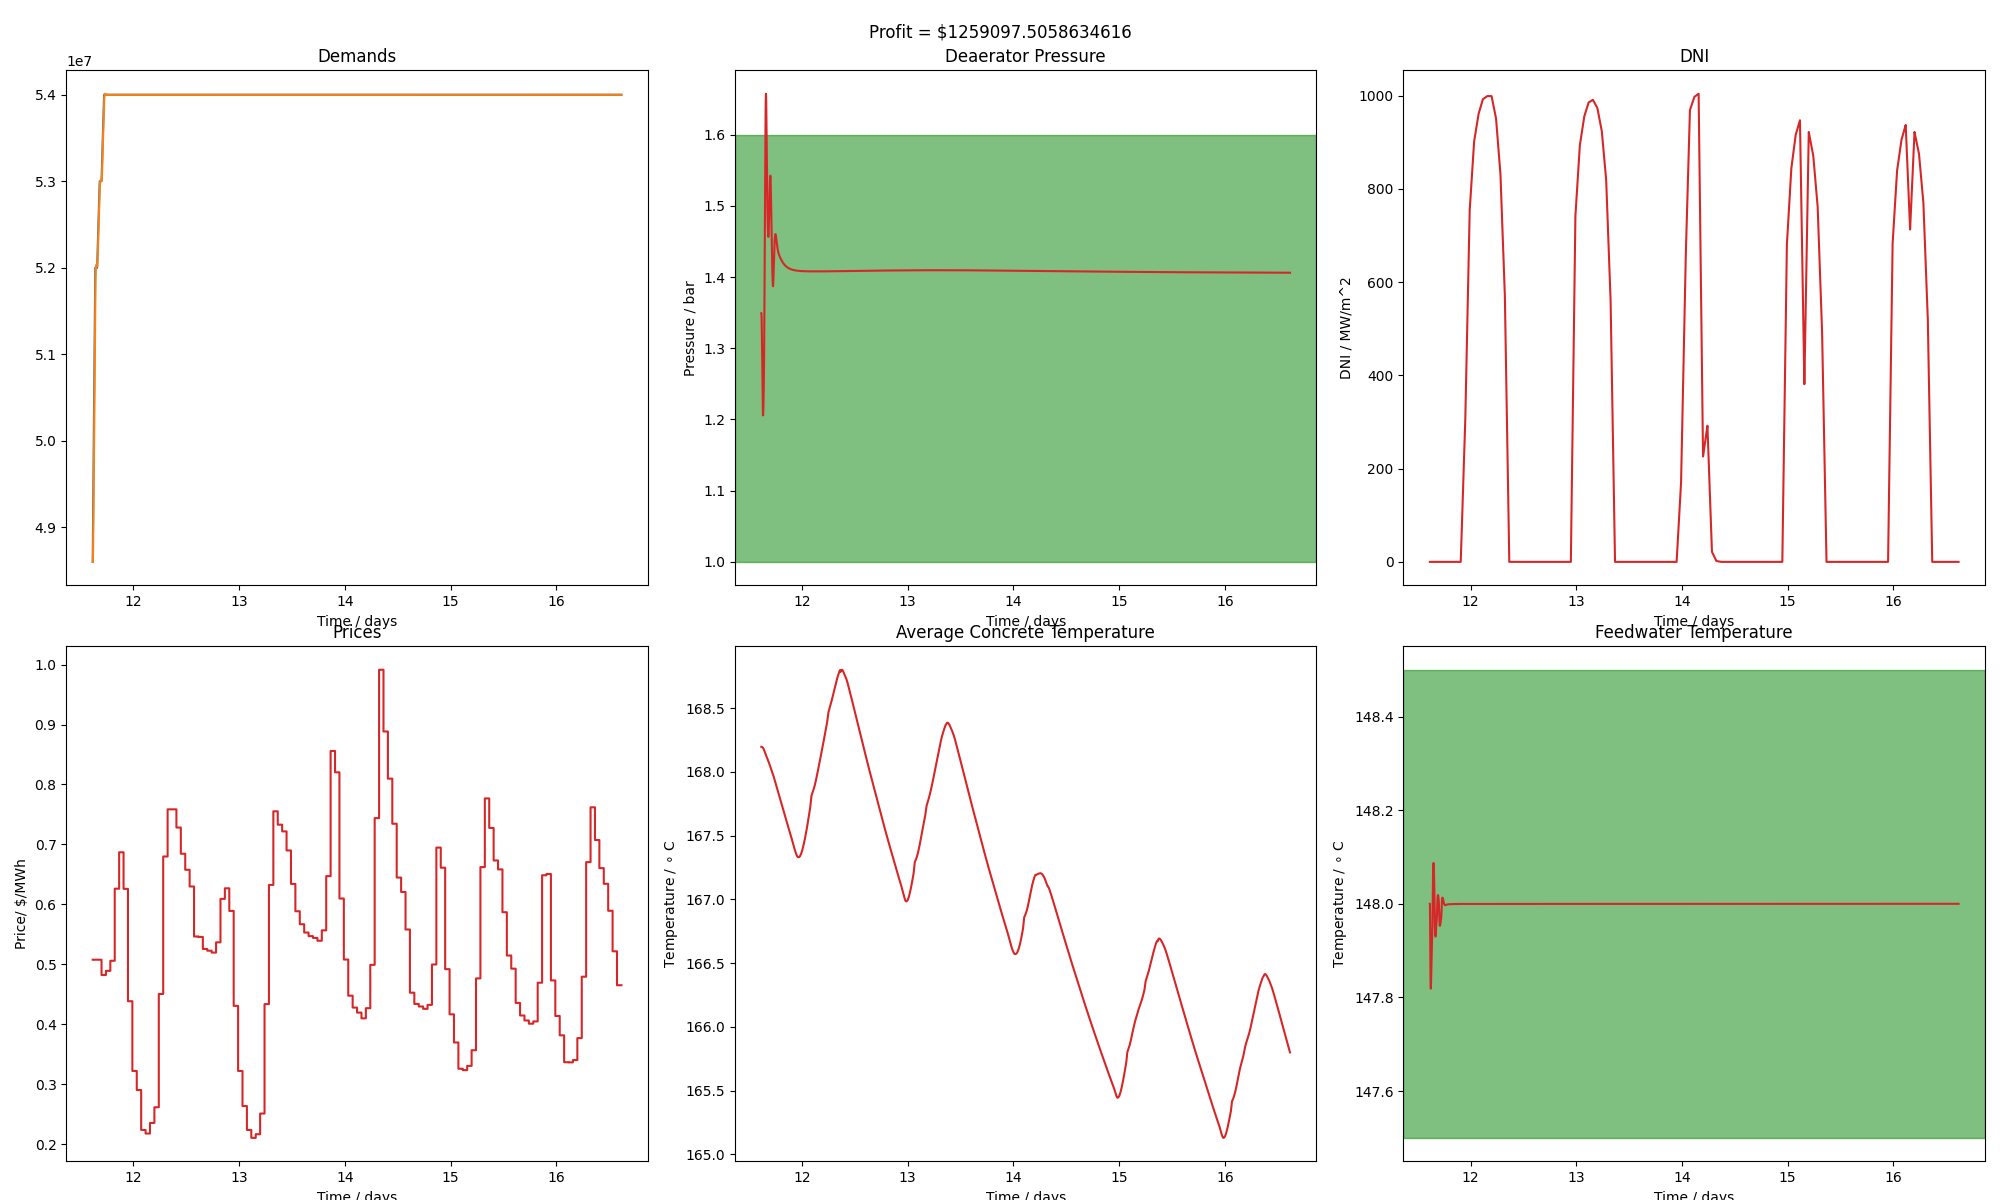 Profit = $1259097.5058634616
Demands
1e7
5.4
5.3
5.2
5.1
5.0
4.9
12 13 14 15 16
Time / days
Deaerator Pressure
Pressure / bar
1.6
1.5
1.4
1.3
1.2
1.1
1.0
12 13 14 15 16
Time / days
DNI
DNI / MW/m^2
1000
800
600
400
200
0
12 13 14 15 16
Time / days
Prices
Price/ $/MWh
1.0
0.9
0.8
0.7
0.6
0.5
0.4
0.3
0.2
12 13 14 15 16
Time / days
Average Concrete Temperature
Temperature / ∘ C
168.5
168.0
167.5
167.0
166.5
166.0
165.5
165.0
12 13 14 15 16
Time / days
Feedwater Temperature
Temperature / ∘ C
148.4
148.2
148.0
147.8
147.6
12 13 14 15 16
Time / days